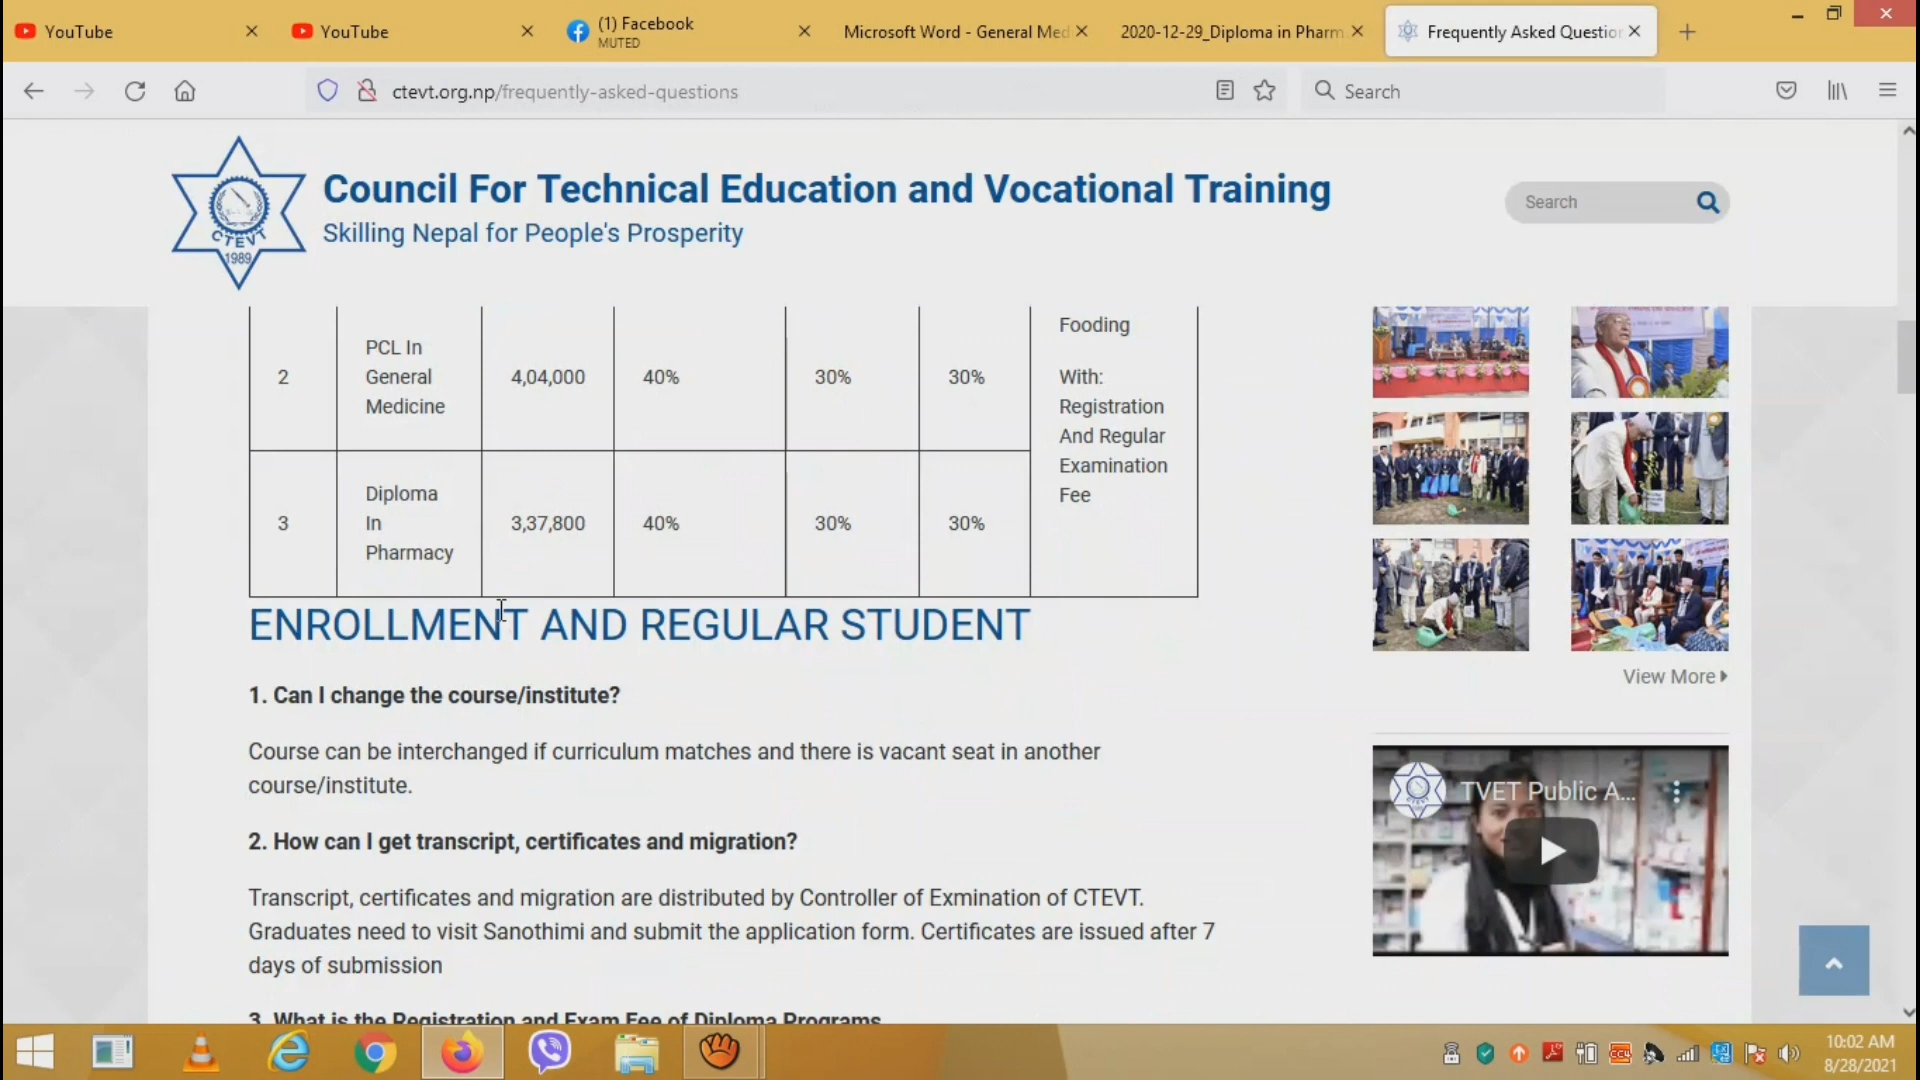 YouTube
YouTube
(1) Facebook
MUTED
Microsoft Word - General Med
2020-12-29_Diploma in Pharm
Frequently Asked Questio
ctevt.org.np/frequently-asked-questions
Search
CTEVT
1989
Council For Technical Education and Vocational Training
Skilling Nepal for People's Prosperity
Search
2
PCL In
General
Medicine
4,04,000
40%
30%
30%
Fooding
With:
Registration
And Regular
Examination
Fee
3
Diploma
In
Pharmacy
3,37,800
40%
30%
30%
View More
ENROLLMENT AND REGULAR STUDENT
1. Can I change the course/institute?
Course can be interchanged if curriculum matches and there is vacant seat in another
course/institute.
2. How can I get transcript, certificates and migration?
Transcript, certificates and migration are distributed by Controller of Exmination of CTEVT.
Graduates need to visit Sanothimi and submit the application form. Certificates are issued after 7
days of submission
3. What is the Registration and Exam Fee of Diploma Programs
TVET Public A...
10:02 AM
8/28/2021